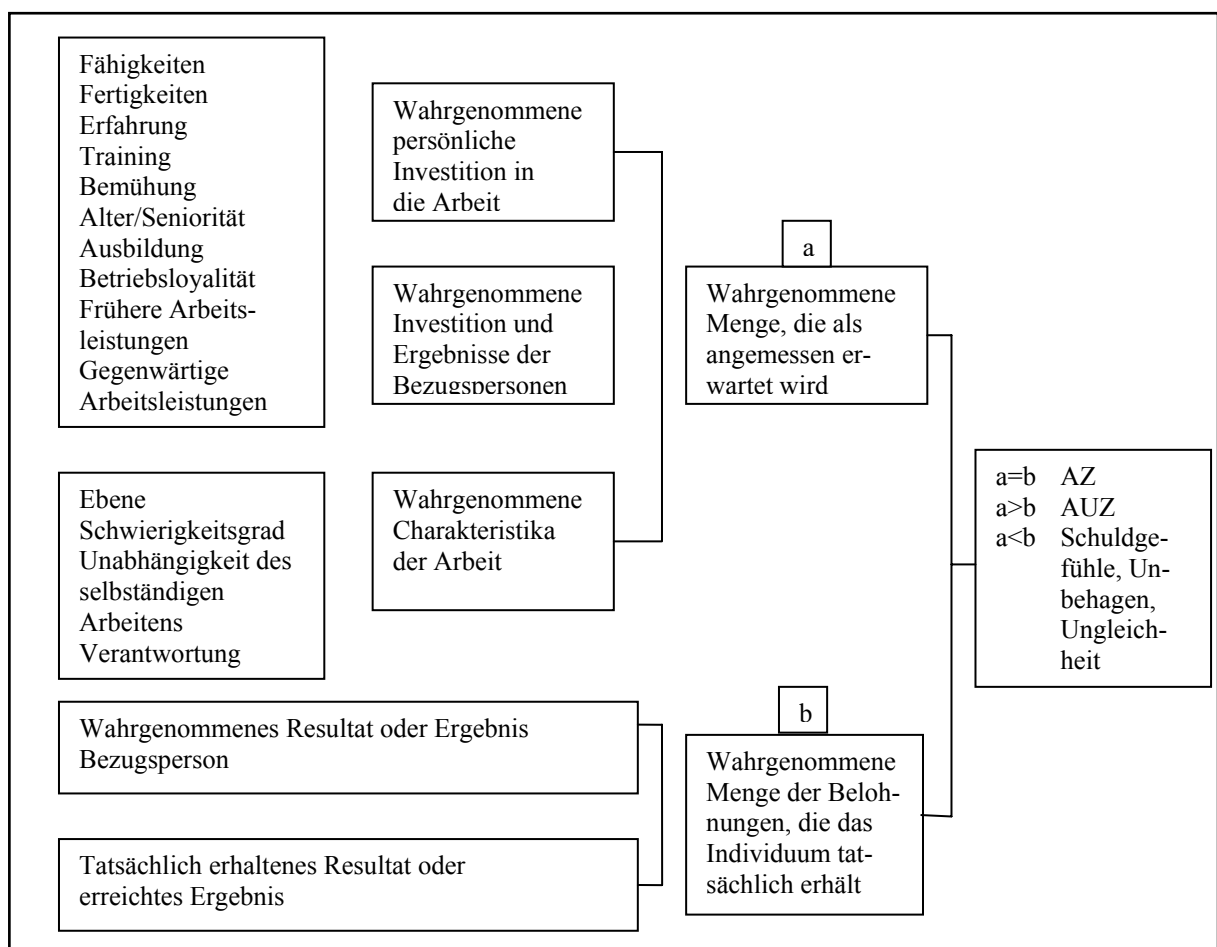 Fähigkeiten
Fertigkeiten
Erfahrung
Training
Bemühung
Alter/Seniorität
Ausbildung
Betriebsloyalität
Frühere Arbeits-
leistungen
Gegenwärtige
Arbeitsleistungen
Wahrgenommene
persönliche
Investition in
die Arbeit
Wahrgenommene
Investition und
Ergebnisse der
Bezugspersonen
a
Wahrgenommene
Menge, die als
angemessen er-
wartet wird
Ebene
Schwierigkeitsgrad
Unabhängigkeit des
selbständigen
Arbeitens
Verantwortung
Wahrgenommene
Charakteristika
der Arbeit
a=b AZ
a>b AUZ
a<b Schuldge-
fühle, Un-
behagen,
Ungleich-
heit
Wahrgenommenes Resultat oder Ergebnis
Bezugsperson
Tatsächlich erhaltenes Resultat oder
erreichtes Ergebnis
b
Wahrgenommene
Menge der Beloh-
nungen, die das
Individuum tat-
sächlich erhält